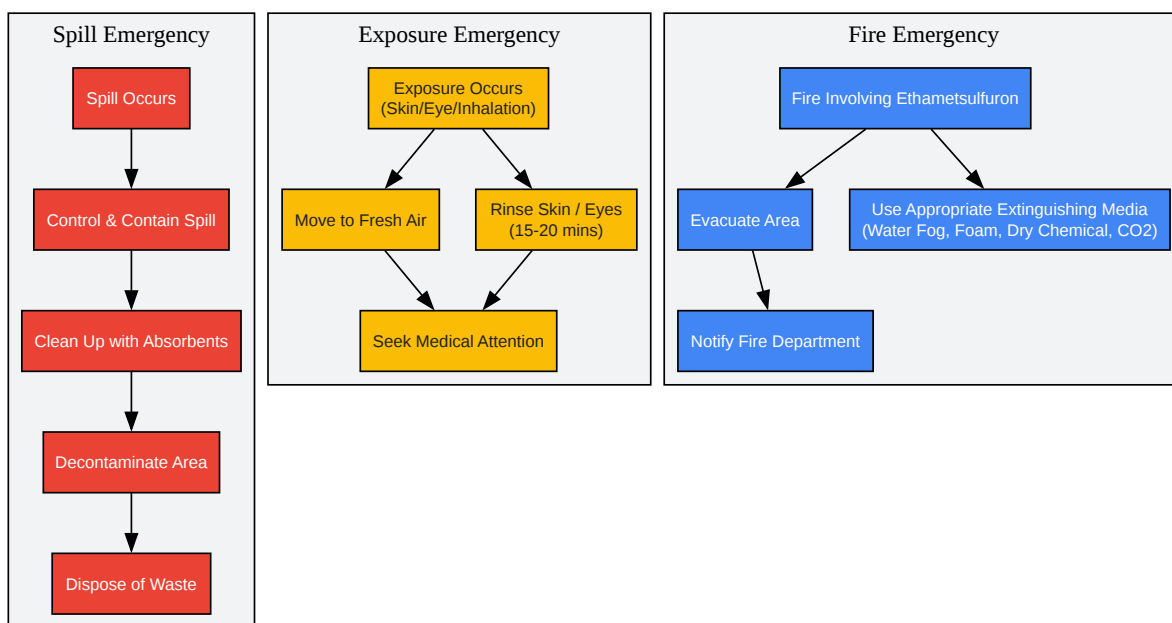 Spill Emergency
Spill Occurs
Control & Contain Spill
Clean Up with Absorbents
Decontaminate Area
Dispose of Waste
Exposure Emergency
Exposure Occurs
(Skin/Eye/Inhalation)
Move to Fresh Air
Rinse Skin / Eyes
(15-20 mins)
Seek Medical Attention
Fire Emergency
Fire Involving Ethametsulfuron
Evacuate Area
Use Appropriate Extinguishing Media
(Water Fog, Foam, Dry Chemical, CO2)
Notify Fire Department